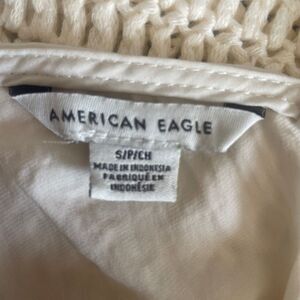 AMERICAN EAGLE
S/P/CH
MADE IN INDONESIA
FABRIQUÉ EN
INDONÉSIE